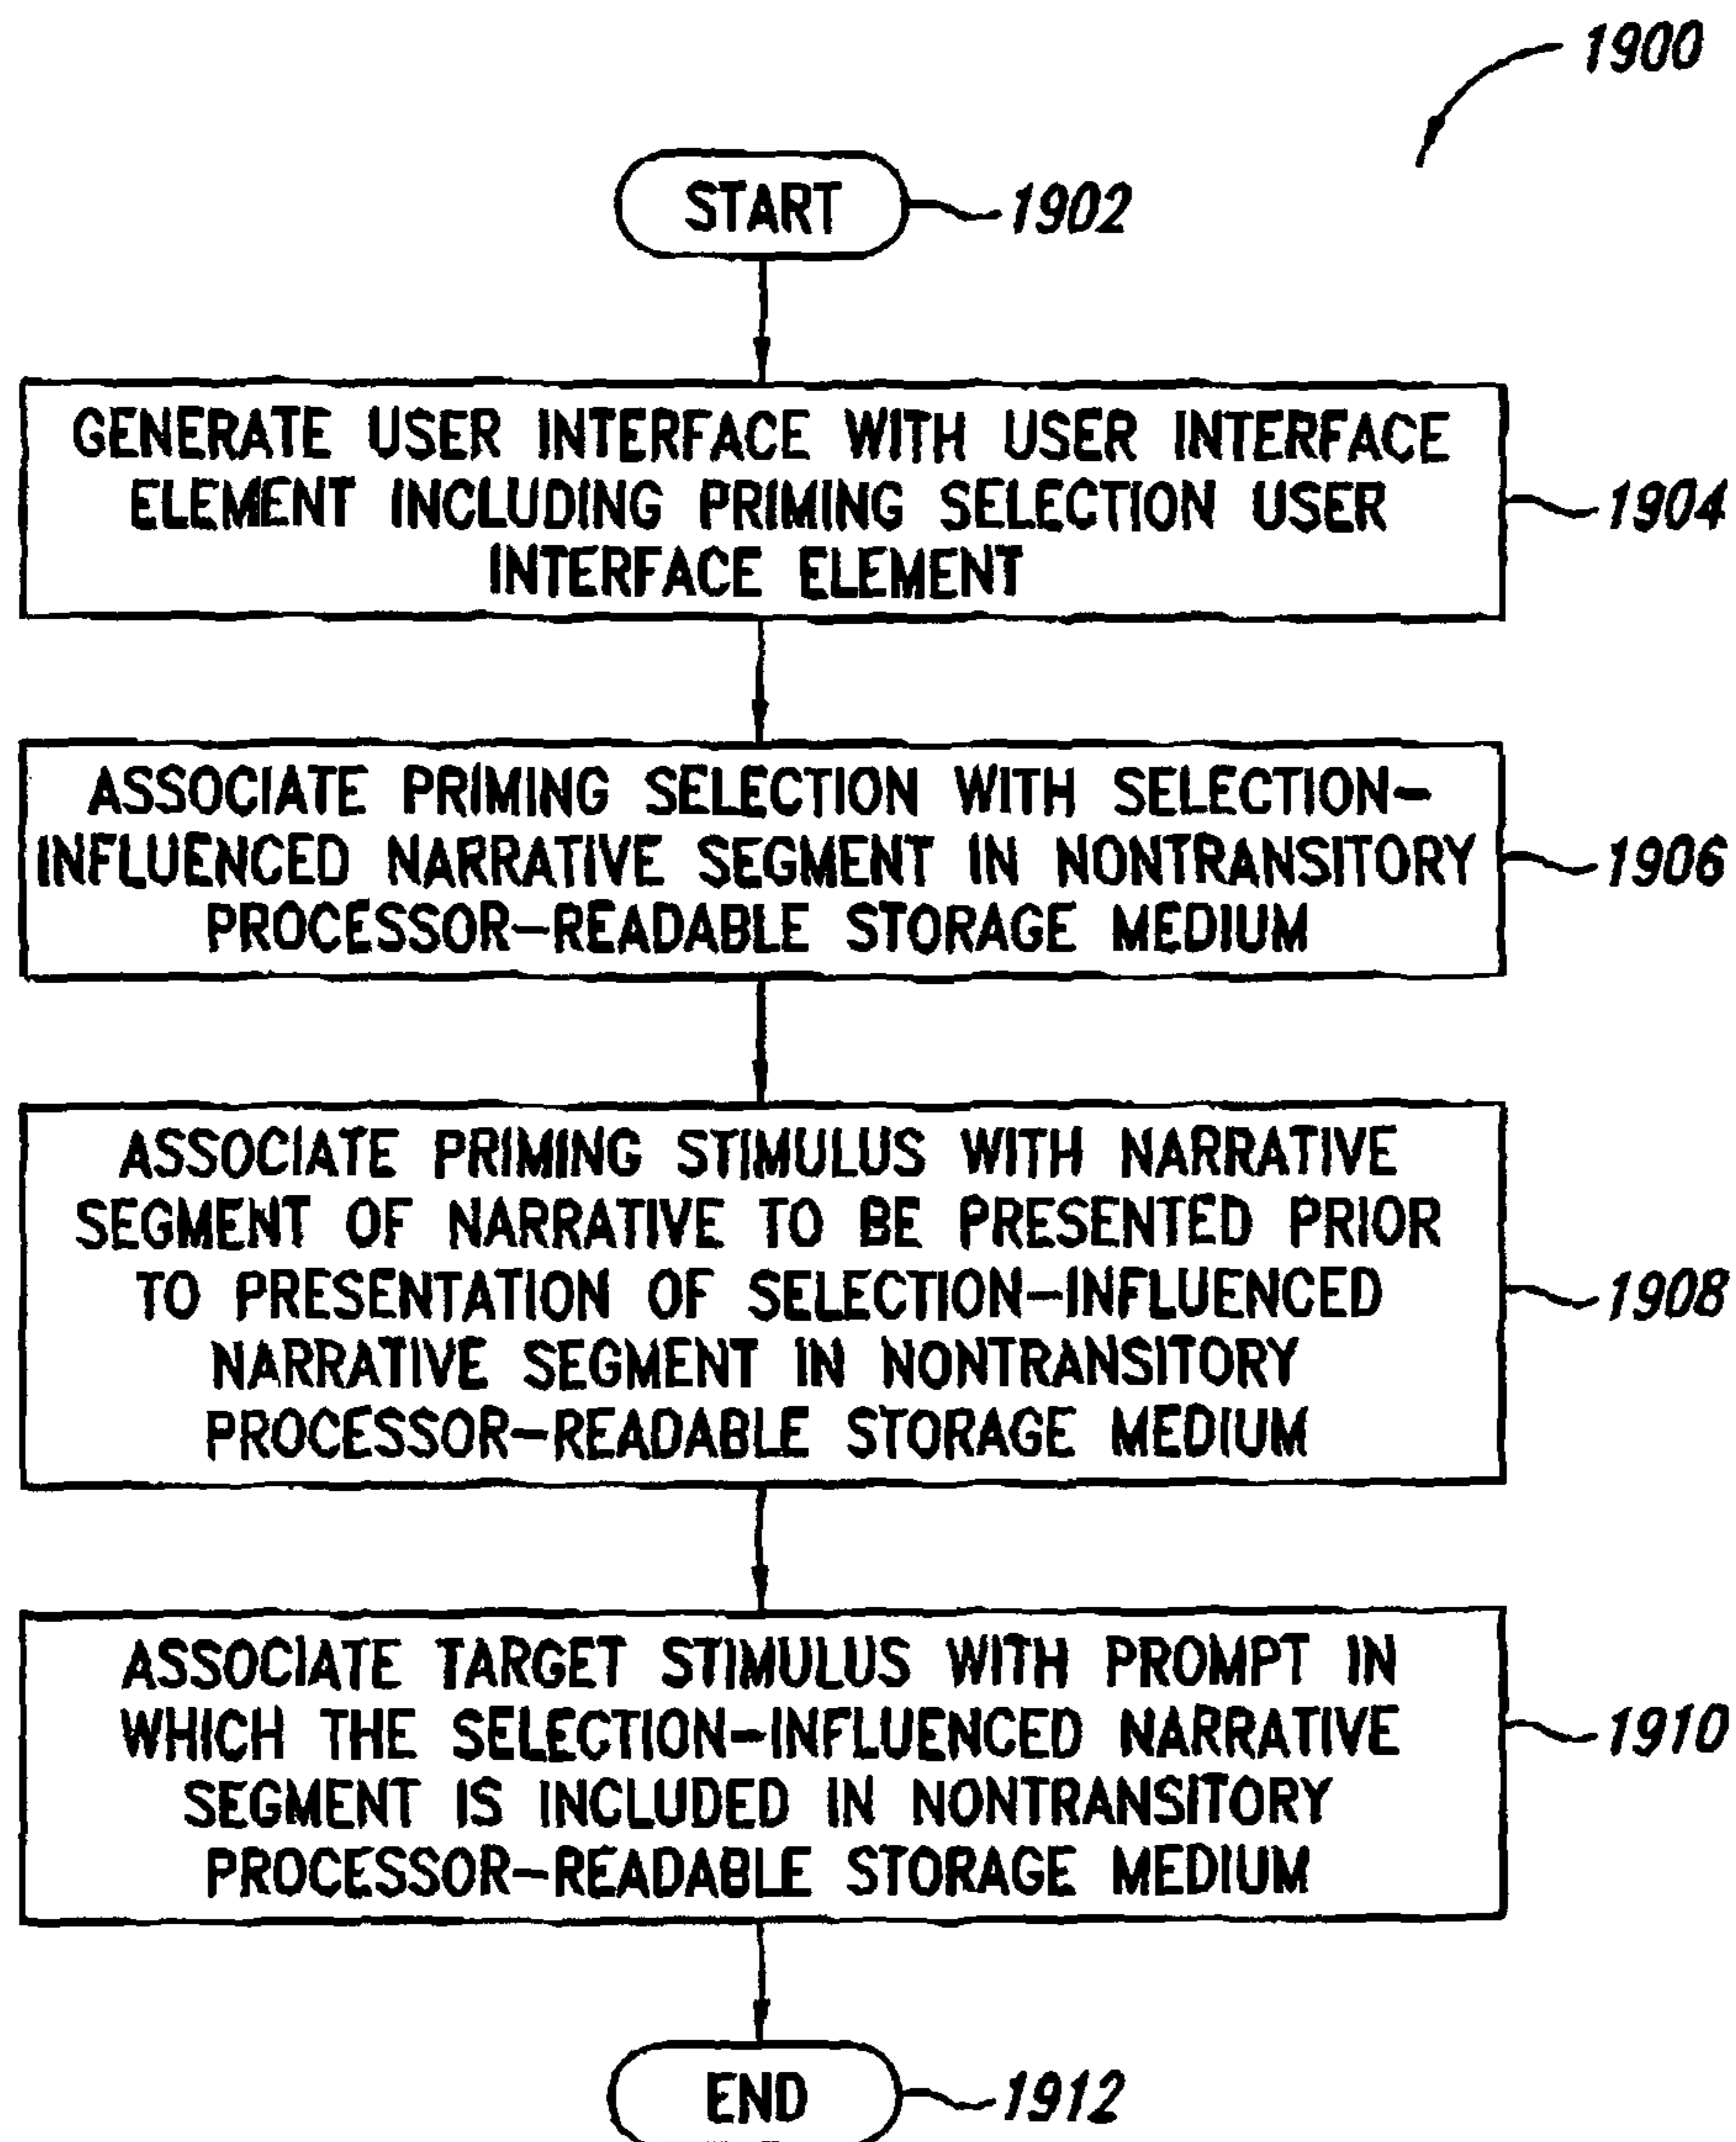 1900
START
1902
GENERATE USER INTERFACE WITH USER INTERFACE
ELEMENT INCLUDING PRIMING SELECTION USER
INTERFACE ELEMENT
1904
ASSOCIATE PRIMING SELECTION WITH SELECTION-
INFLUENCED NARRATIVE SEGMENT IN NONTRANSITORY
PROCESSOR-READABLE STORAGE MEDIUM
1906
ASSOCIATE PRIMING STIMULUS WITH NARRATIVE
SEGMENT OF NARRATIVE TO BE PRESENTED PRIOR
TO PRESENTATION OF SELECTION-INFLUENCED
NARRATIVE SEGMENT IN NONTRANSITORY
PROCESSOR-READABLE STORAGE MEDIUM
1908
ASSOCIATE TARGET STIMULUS WITH PROMPT IN
WHICH THE SELECTION-INFLUENCED NARRATIVE
SEGMENT IS INCLUDED IN NONTRANSITORY
PROCESSOR-READABLE STORAGE MEDIUM
1910
END
1912